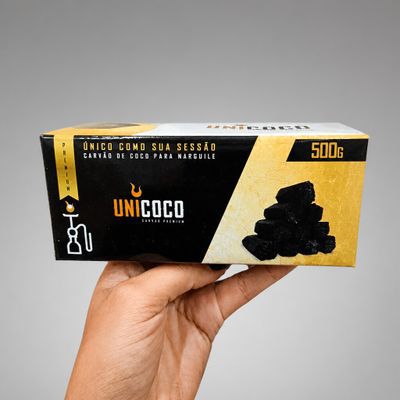 UNICOCO
PREMIUM
ÚNICO COMO SUA SESSÃO
CARVÃO DE COCO PARA NARGUILE
500G
UNICOCO
CARVÃO PREMIUM